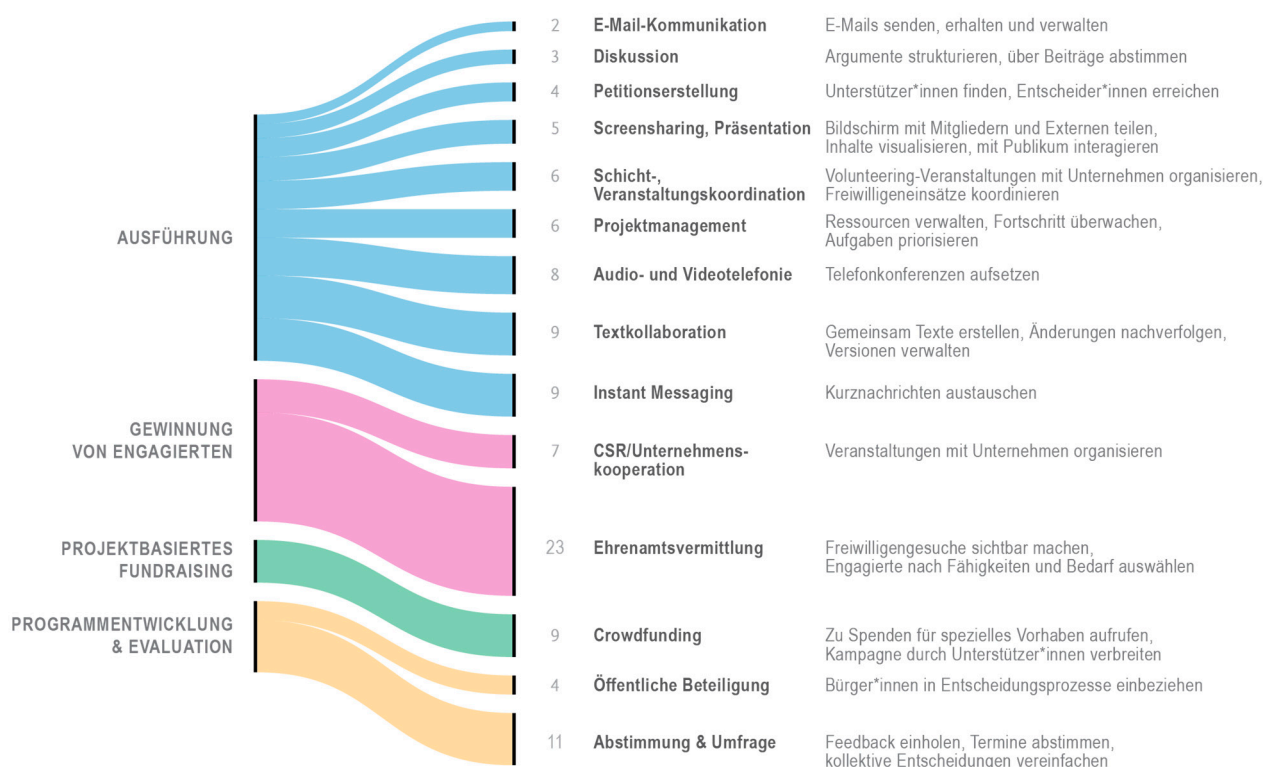 AUSFÜHRUNG
2 E-Mail-Kommunikation E-Mails senden, erhalten und verwalten
3 Diskussion Argumente strukturieren, über Beiträge abstimmen
4 Petitionserstellung Unterstützer*innen finden, Entscheider*innen erreichen
5 Screensharing, Präsentation Bildschirm mit Mitgliedern und Externen teilen,
Inhalte visualisieren, mit Publikum interagieren
6 Schicht-, Volunteering-Veranstaltungen mit Unternehmen organisieren,
Veranstaltungskoordination Freiwilligeneinsätze koordinieren
6 Projektmanagement Ressourcen verwalten, Fortschritt überwachen,
Aufgaben priorisieren
8 Audio- und Videotelefonie Telefonkonferenzen aufsetzen
9 Textkollaboration Gemeinsam Texte erstellen, Änderungen nachverfolgen,
Versionen verwalten
9 Instant Messaging Kurznachrichten austauschen
GEWINNUNG
VON ENGAGIERTEN
7 CSR/Unternehmens- Veranstaltungen mit Unternehmen organisieren
kooperation
23 Ehrenamtsvermittlung Freiwilligengesuche sichtbar machen,
Engagierte nach Fähigkeiten und Bedarf auswählen
PROJEKTBASIERTES
FUNDRAISING
9 Crowdfunding Zu Spenden für spezielles Vorhaben aufrufen,
Kampagne durch Unterstützer*innen verbreiten
PROGRAMMENTWICKLUNG
& EVALUATION
4 Öffentliche Beteiligung Bürger*innen in Entscheidungsprozesse einbeziehen
11 Abstimmung & Umfrage Feedback einholen, Termine abstimmen,
kollektive Entscheidungen vereinfachen